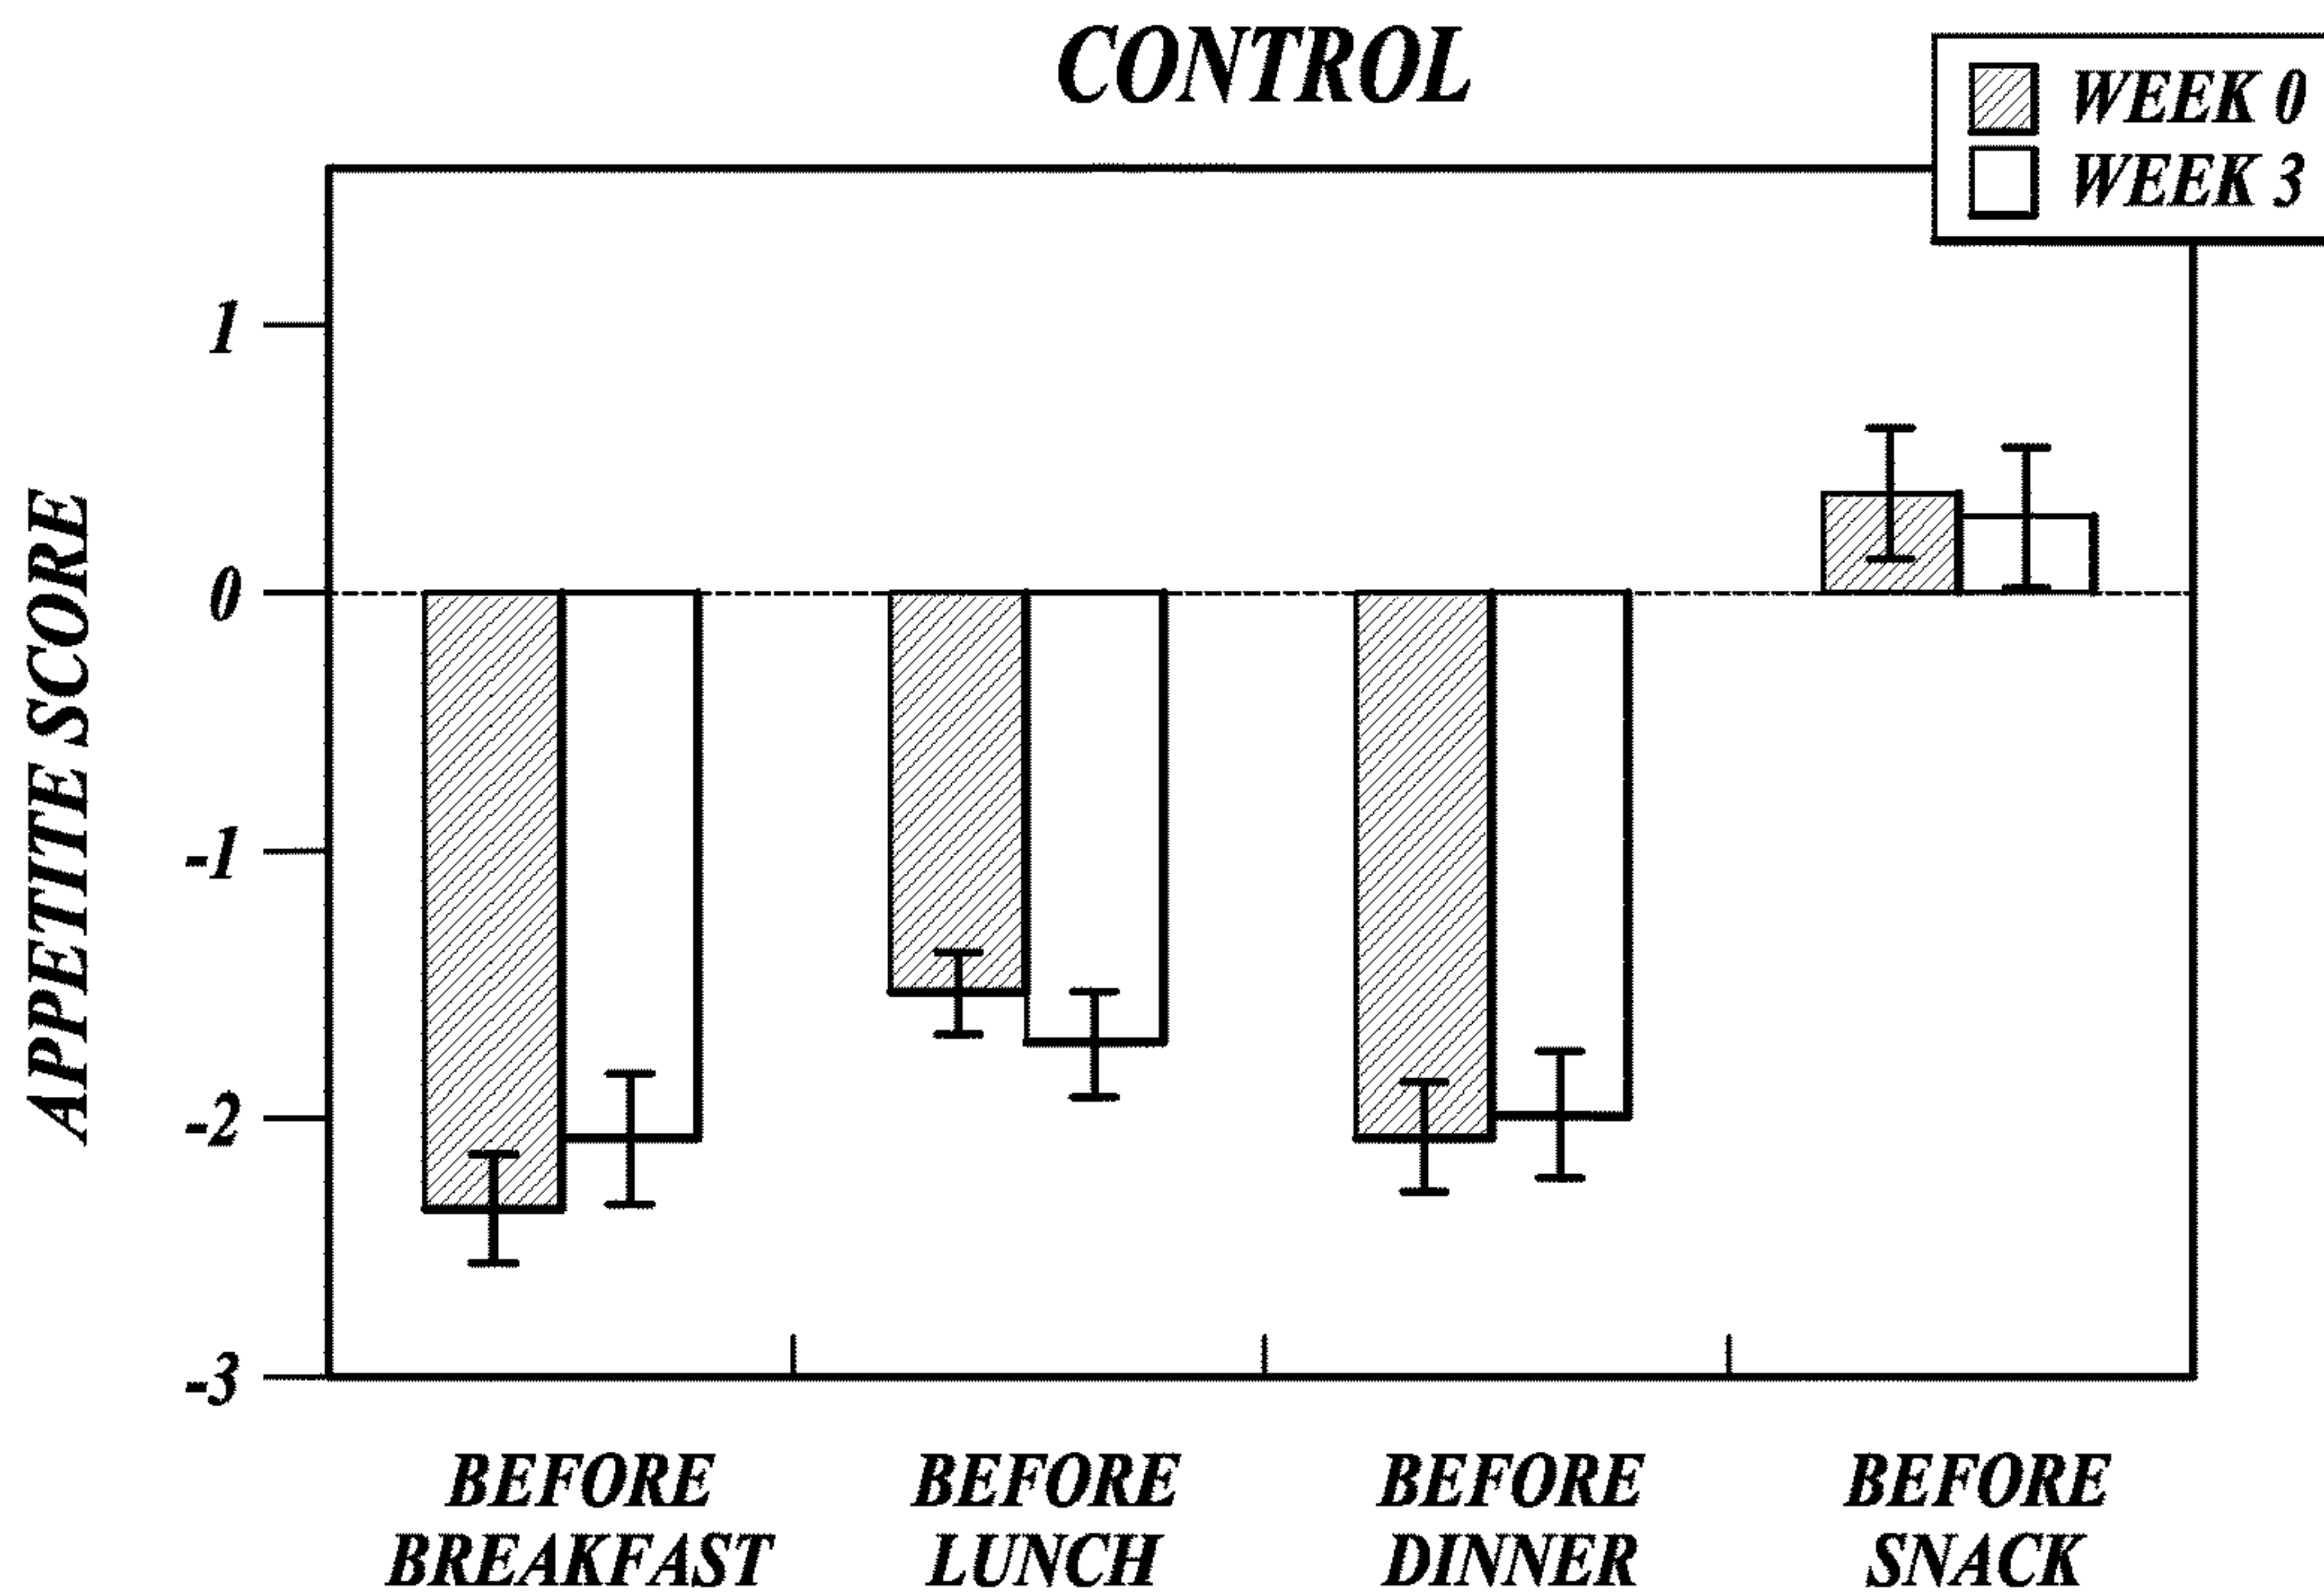 CONTROL
WEEK 0
WEEK 3
APPETITE SCORE
1
0
-1
-2
-3
BEFORE BREAKFAST
BEFORE LUNCH
BEFORE DINNER
BEFORE SNACK